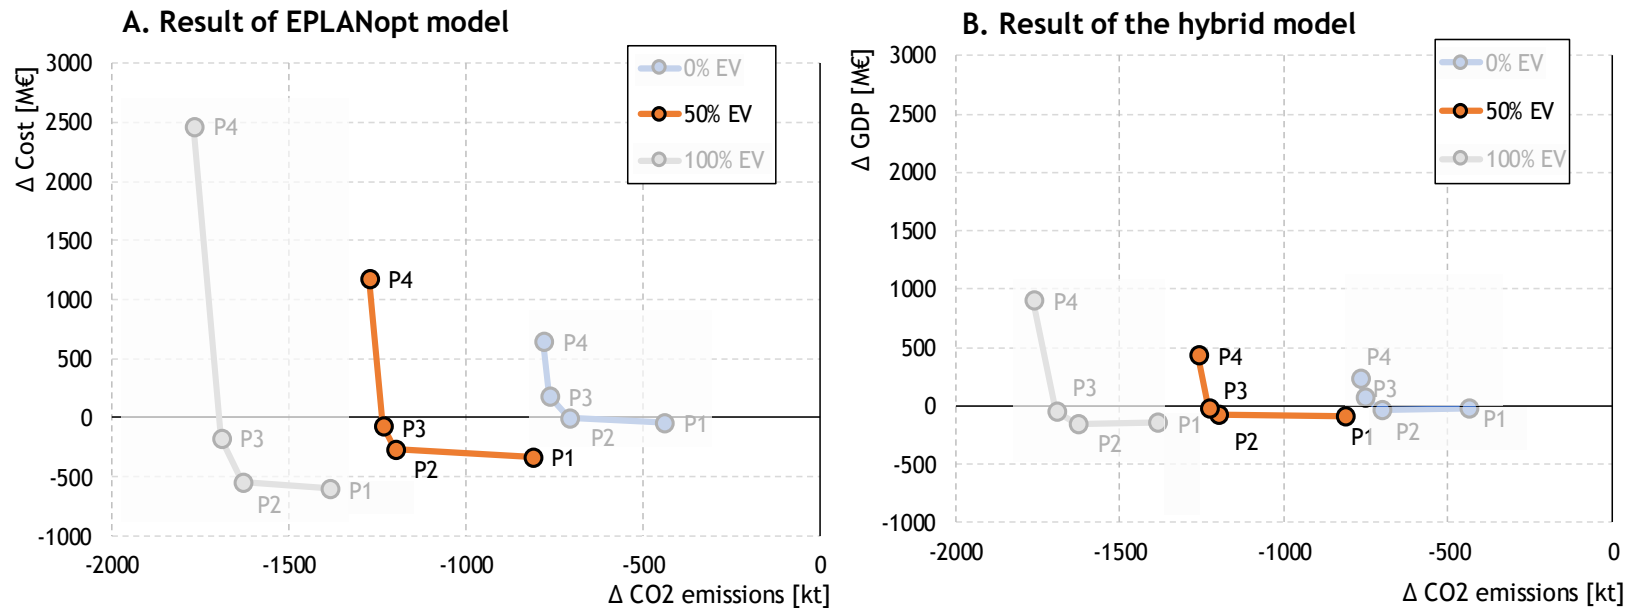 A. Result of EPLANopt model
Δ Cost [M€]
3000
2500
2000
1500
1000
500
0
-500
-1000
-2000
-1500
-1000
-500
0
Δ CO2 emissions [kt]
0% EV
50% EV
100% EV
P4
P3
P2
P1
P4
P3
P2
P1
P4
P3
P2
P1
B. Result of the hybrid model
Δ GDP [M€]
3000
2500
2000
1500
1000
500
0
-500
-1000
-2000
-1500
-1000
-500
0
Δ CO2 emissions [kt]
0% EV
50% EV
100% EV
P4
P3
P2
P1
P4
P3
P2
P1
P4
P3
P2
P1